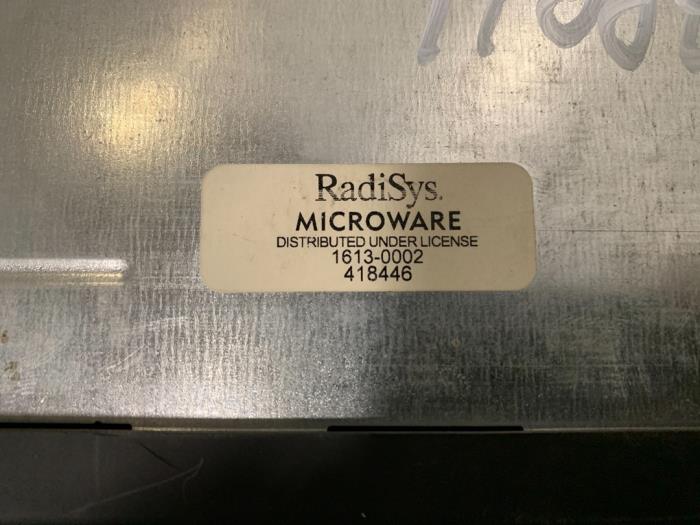 RadiSys.
MICROWARE
DISTRIBUTED UNDER LICENSE
1613-0002
418446